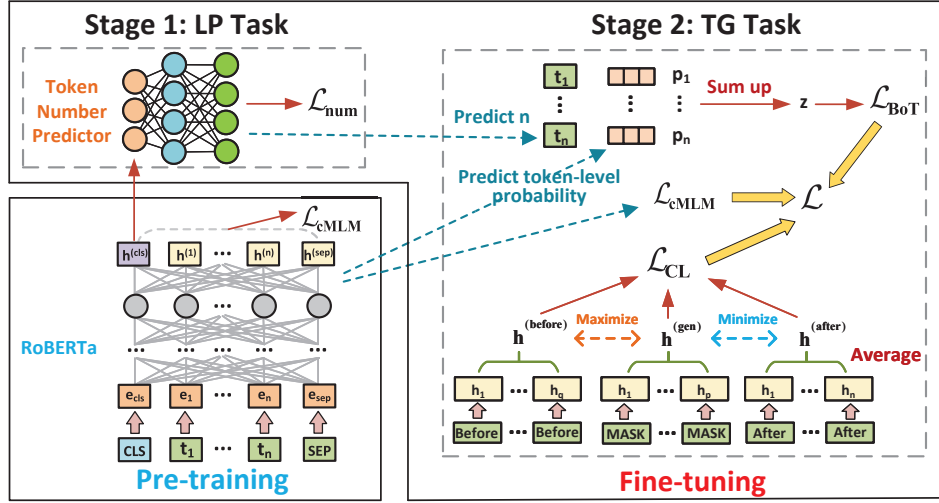 Stage 1: LP Task
Token
Number
Predictor
ℒnum
Stage 2: TG Task
t1
p1
Sum up
z
ℒBoT
⋮ ⋮ ⋮
Predict n
tn
pn
Predict token-level
probability
ℒcMLM
ℒ
ℒCL
h(before)
Maximize
h(gen)
Minimize
h(after)
Average
h1 ··· hq h1 ··· hp h1 ··· hn
Before ··· Before MASK ··· MASK After ··· After
Fine-tuning
ℒcMLM
h(cls) h(1) ··· h(n) h(sep)
···
RoBERTa
··· ··· ··· ··· ···
ecls e1 ··· en esep
CLS t1 ··· tn SEP
Pre-training